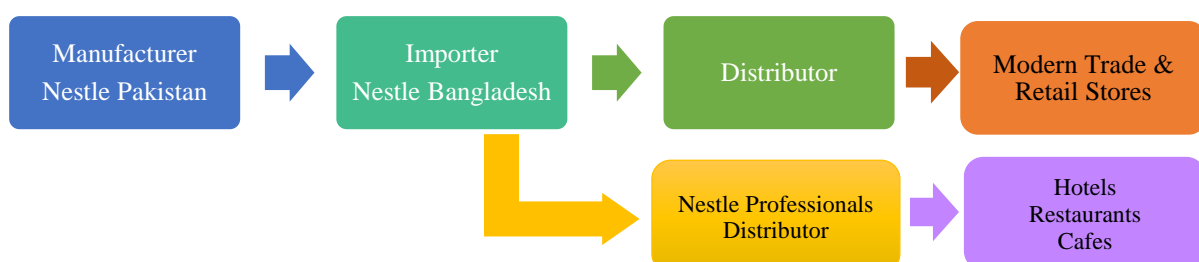 Manufacturer
Nestle Pakistan
Importer
Nestle Bangladesh
Distributor
Modern Trade &
Retail Stores
Nestle Professionals
Distributor
Hotels
Restaurants
Cafes